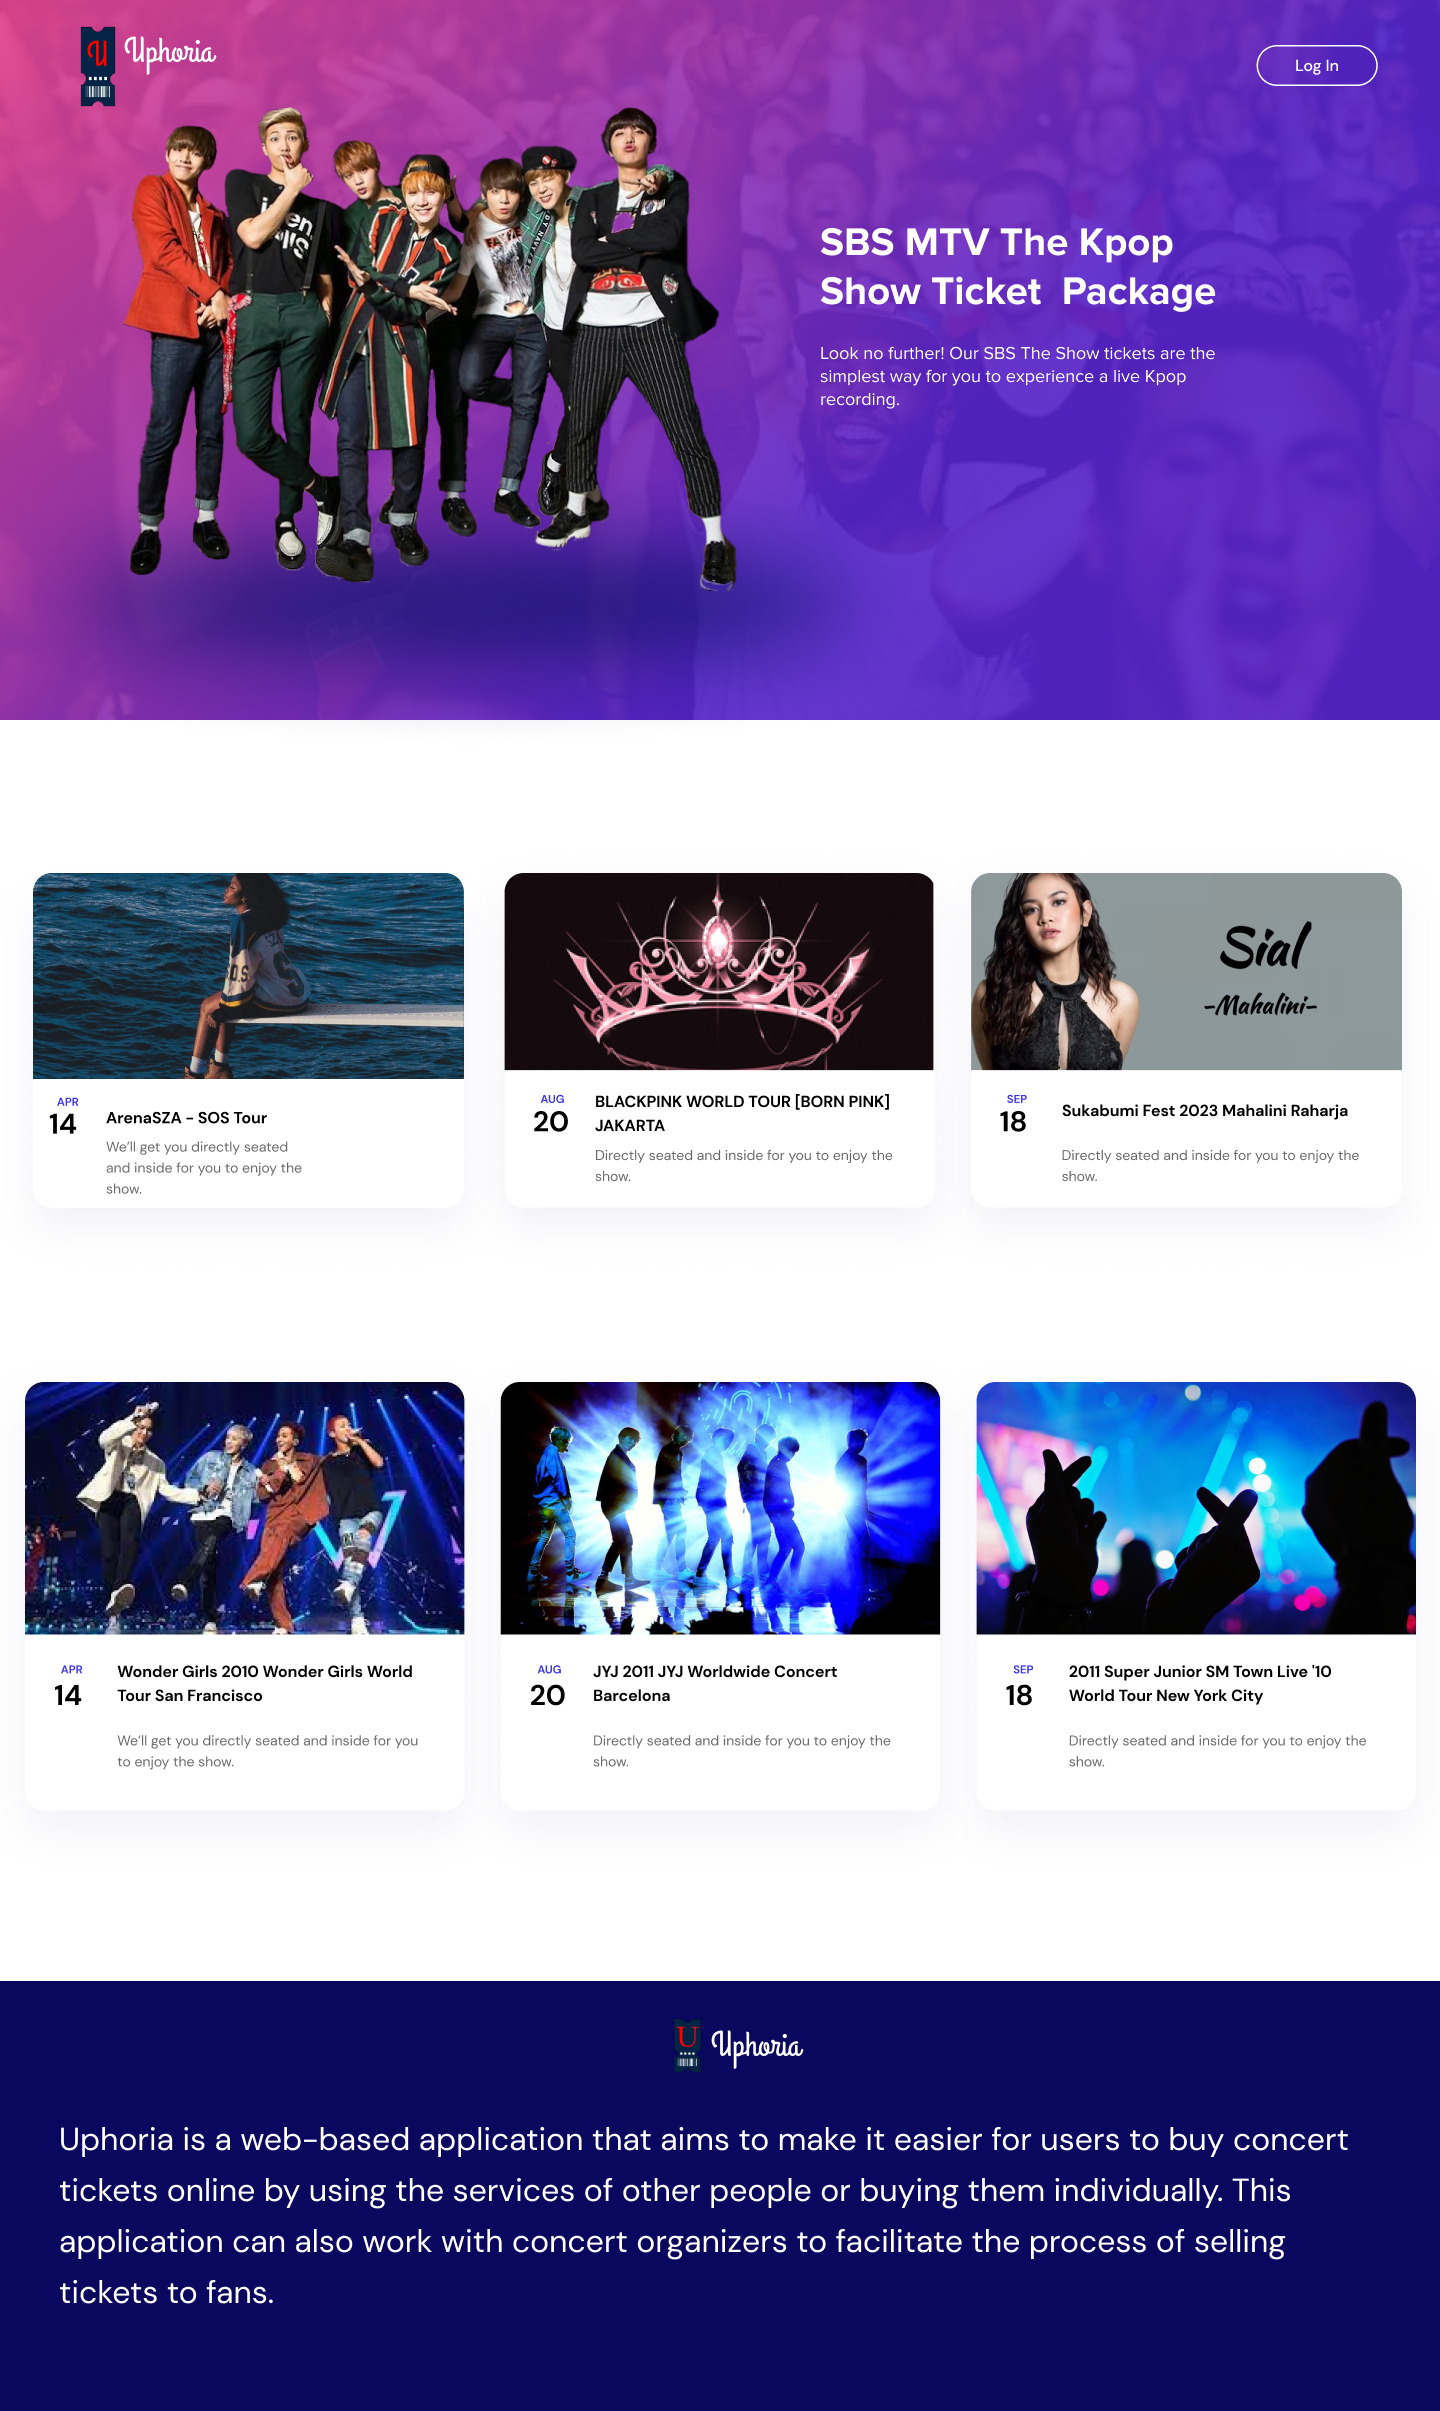 U
Uphoria
Log In
SBS MTV The Kpop
Show Ticket Package
Look no further! Our SBS The Show tickets are the
simplest way for you to experience a live Kpop
recording.
S.O.S
Sial
-Mahalini-
APR
14
ArenaSZA - SOS Tour
We'll get you directly seated
and inside for you to enjoy the
show.
AUG
20
BLACKPINK WORLD TOUR [BORN PINK]
JAKARTA
Directly seated and inside for you to enjoy the
show.
SEP
18
Sukabumi Fest 2023 Mahalini Raharja
Directly seated and inside for you to enjoy the
show.
APR
14
Wonder Girls 2010 Wonder Girls World
Tour San Francisco
We'll get you directly seated and inside for you
to enjoy the show.
AUG
20
JYJ 2011 JYJ Worldwide Concert
Barcelona
Directly seated and inside for you to enjoy the
show.
SEP
18
2011 Super Junior SM Town Live '10
World Tour New York City
Directly seated and inside for you to enjoy the
show.
U
Uphoria
Uphoria is a web-based application that aims to make it easier for users to buy concert
tickets online by using the services of other people or buying them individually. This
application can also work with concert organizers to facilitate the process of selling
tickets to fans.